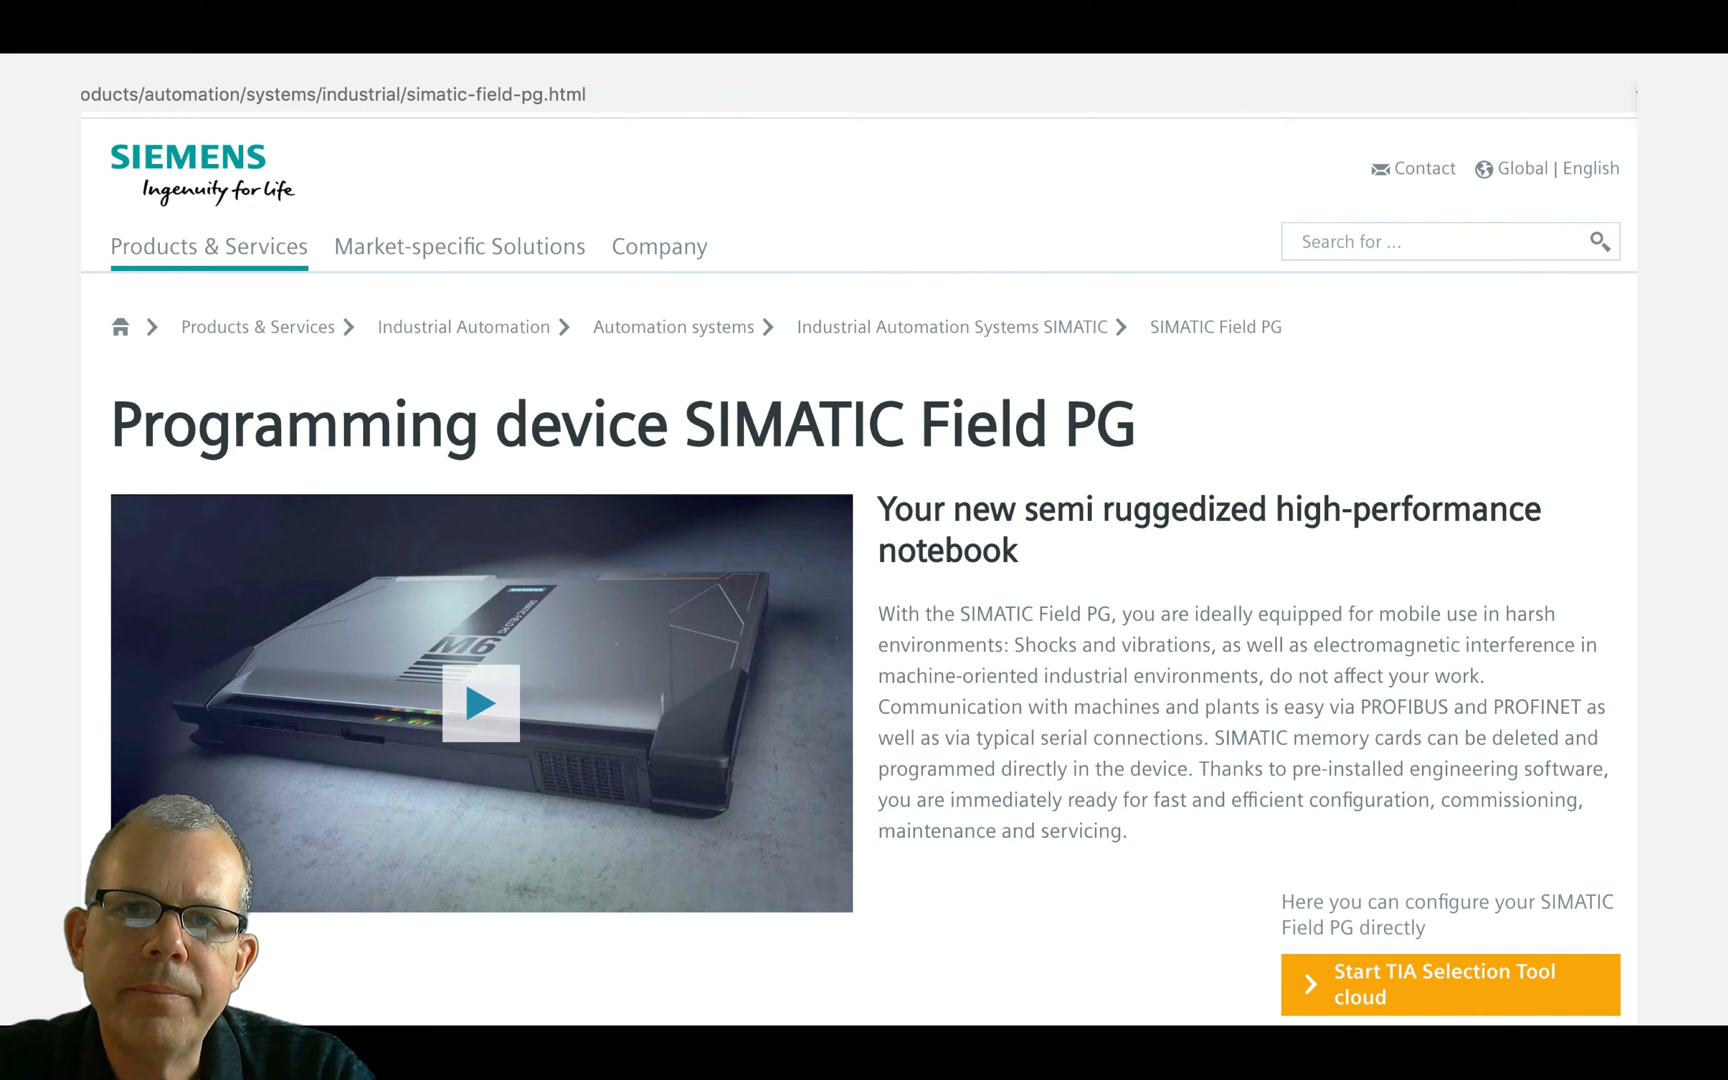 oducts/automation/systems/industrial/simatic-field-pg.html
SIEMENS
Ingenuity for life
Contact
Global | English
Products & Services
Market-specific Solutions
Company
Search for ...
Products & Services
Industrial Automation
Automation systems
Industrial Automation Systems SIMATIC
SIMATIC Field PG
Programming device SIMATIC Field PG
SIEMENS
SIMATIC FIELD PG
M6
Your new semi ruggedized high-performance
notebook
With the SIMATIC Field PG, you are ideally equipped for mobile use in harsh
environments: Shocks and vibrations, as well as electromagnetic interference in
machine-oriented industrial environments, do not affect your work.
Communication with machines and plants is easy via PROFIBUS and PROFINET as
well as via typical serial connections. SIMATIC memory cards can be deleted and
programmed directly in the device. Thanks to pre-installed engineering software,
you are immediately ready for fast and efficient configuration, commissioning,
maintenance and servicing.
Here you can configure your SIMATIC
Field PG directly
Start TIA Selection Tool
cloud